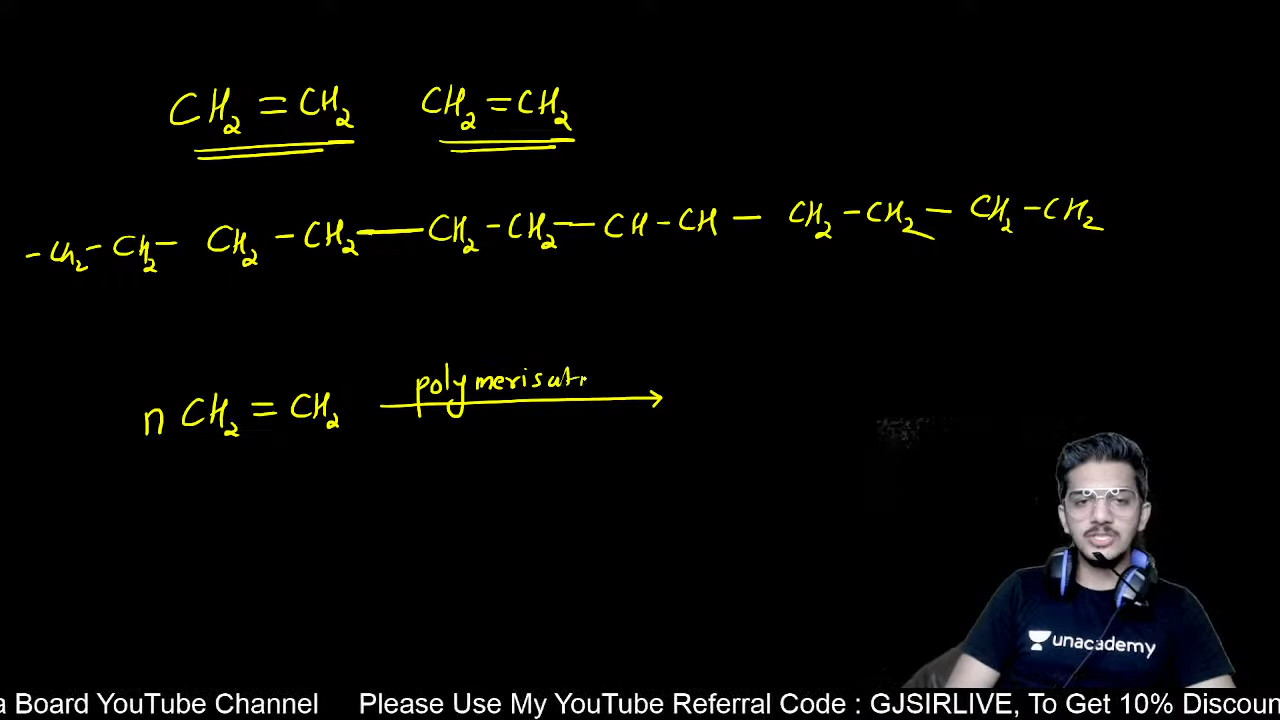 CH₂ = CH₂ CH₂ = CH₂
- CH₂ - CH₂ - CH₂ - CH₂ — CH₂ - CH₂ — CH - CH — CH₂ - CH₂ - CH₂ - CH₂
polymerisati
n CH₂ = CH₂ →
unacademy
a Board YouTube Channel Please Use My YouTube Referral Code : GJSIRLIVE, To Get 10% Discoun